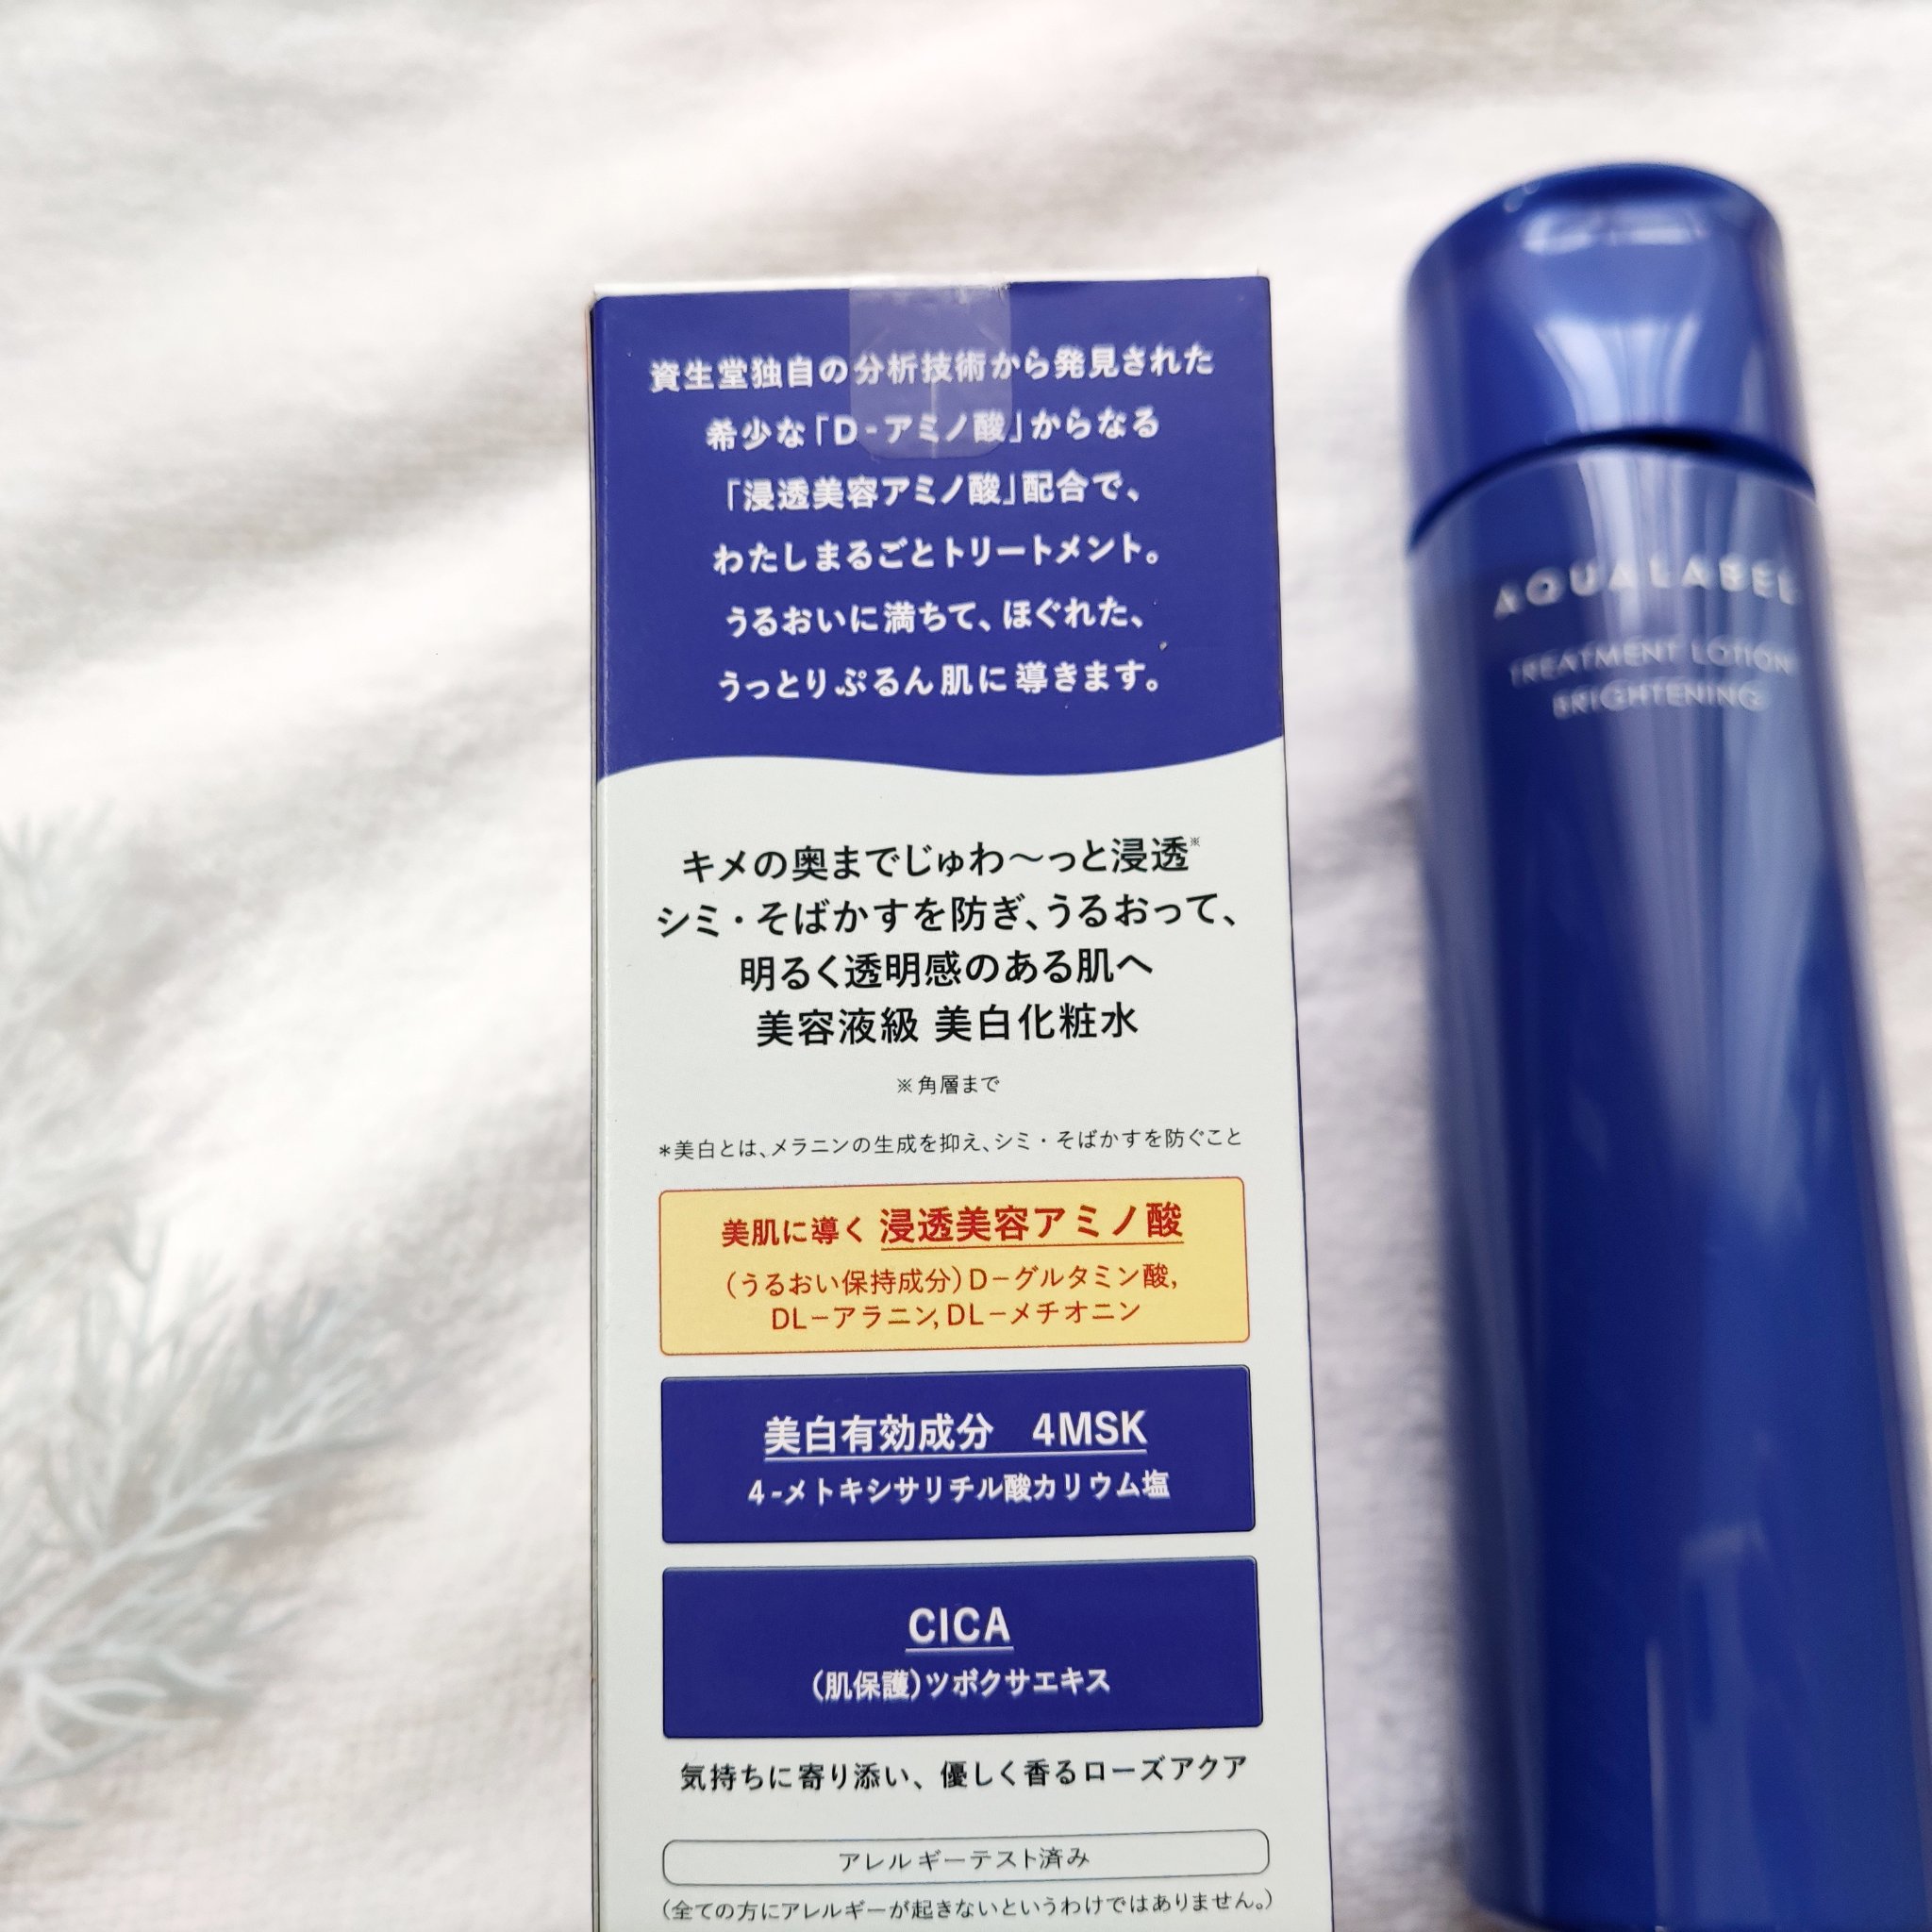 資生堂独自の分析技術から発見された
希少な「D-アミノ酸」からなる
「浸透美容アミノ酸」配合で、
わたしまるごとトリートメント。
うるおいに満ちて、ほぐれた、
うっとりぷるん肌に導きます。
キメの奥までじゅわ〜っと浸透※
シミ・そばかすを防ぎ、うるおって、
明るく透明感のある肌へ
美容液級 美白化粧水
※角層まで
*美白とは、メラニンの生成を抑え、シミ・そばかすを防ぐこと
美肌に導く 浸透美容アミノ酸
(うるおい保持成分)D-グルタミン酸,
DL-アラニン, DL-メチオニン
美白有効成分 4MSK
4-メトキシサリチル酸カリウム塩
CICA
(肌保護)ツボクサエキス
気持ちに寄り添い、優しく香るローズアクア
アレルギーテスト済み
(全ての方にアレルギーが起きないというわけではありません。)
AQUALABEL
TREATMENT LOTION
BRIGHTENING